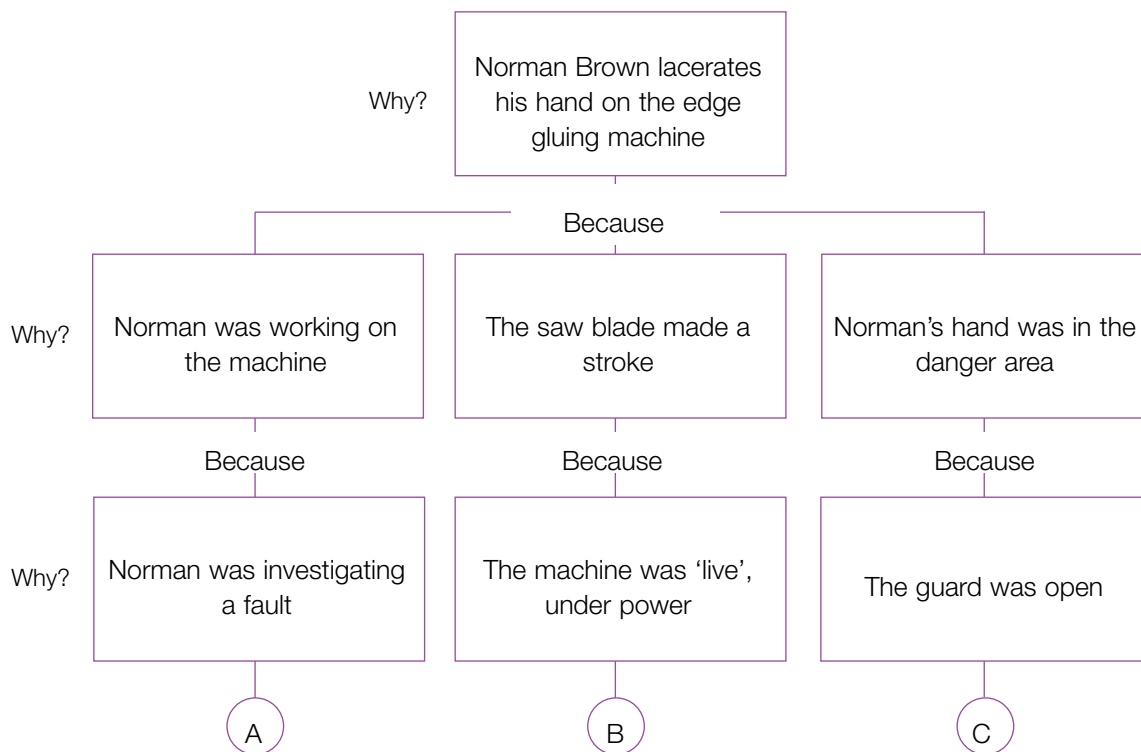 Norman Brown lacerates
Why?
his hand on the edge
gluing machine
Because
Why?
Norman was working on
the machine
The saw blade made a
stroke
Norman’s hand was in the
danger area
Because
Because
Because
Why?
Norman was investigating
a fault
The machine was ‘live’,
under power
The guard was open
A
B
C